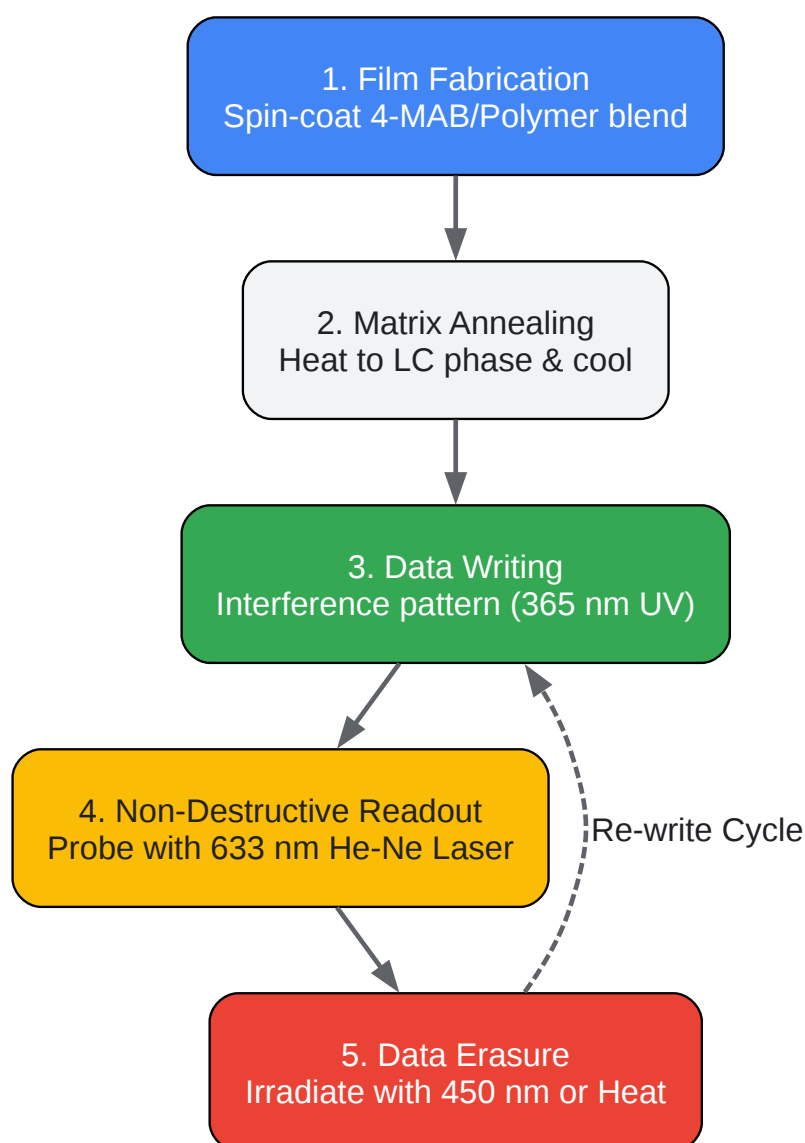 1. Film Fabrication
Spin-coat 4-MAB/Polymer blend
2. Matrix Annealing
Heat to LC phase & cool
3. Data Writing
Interference pattern (365 nm UV)
4. Non-Destructive Readout
Probe with 633 nm He-Ne Laser
Re-write Cycle
5. Data Erasure
Irradiate with 450 nm or Heat